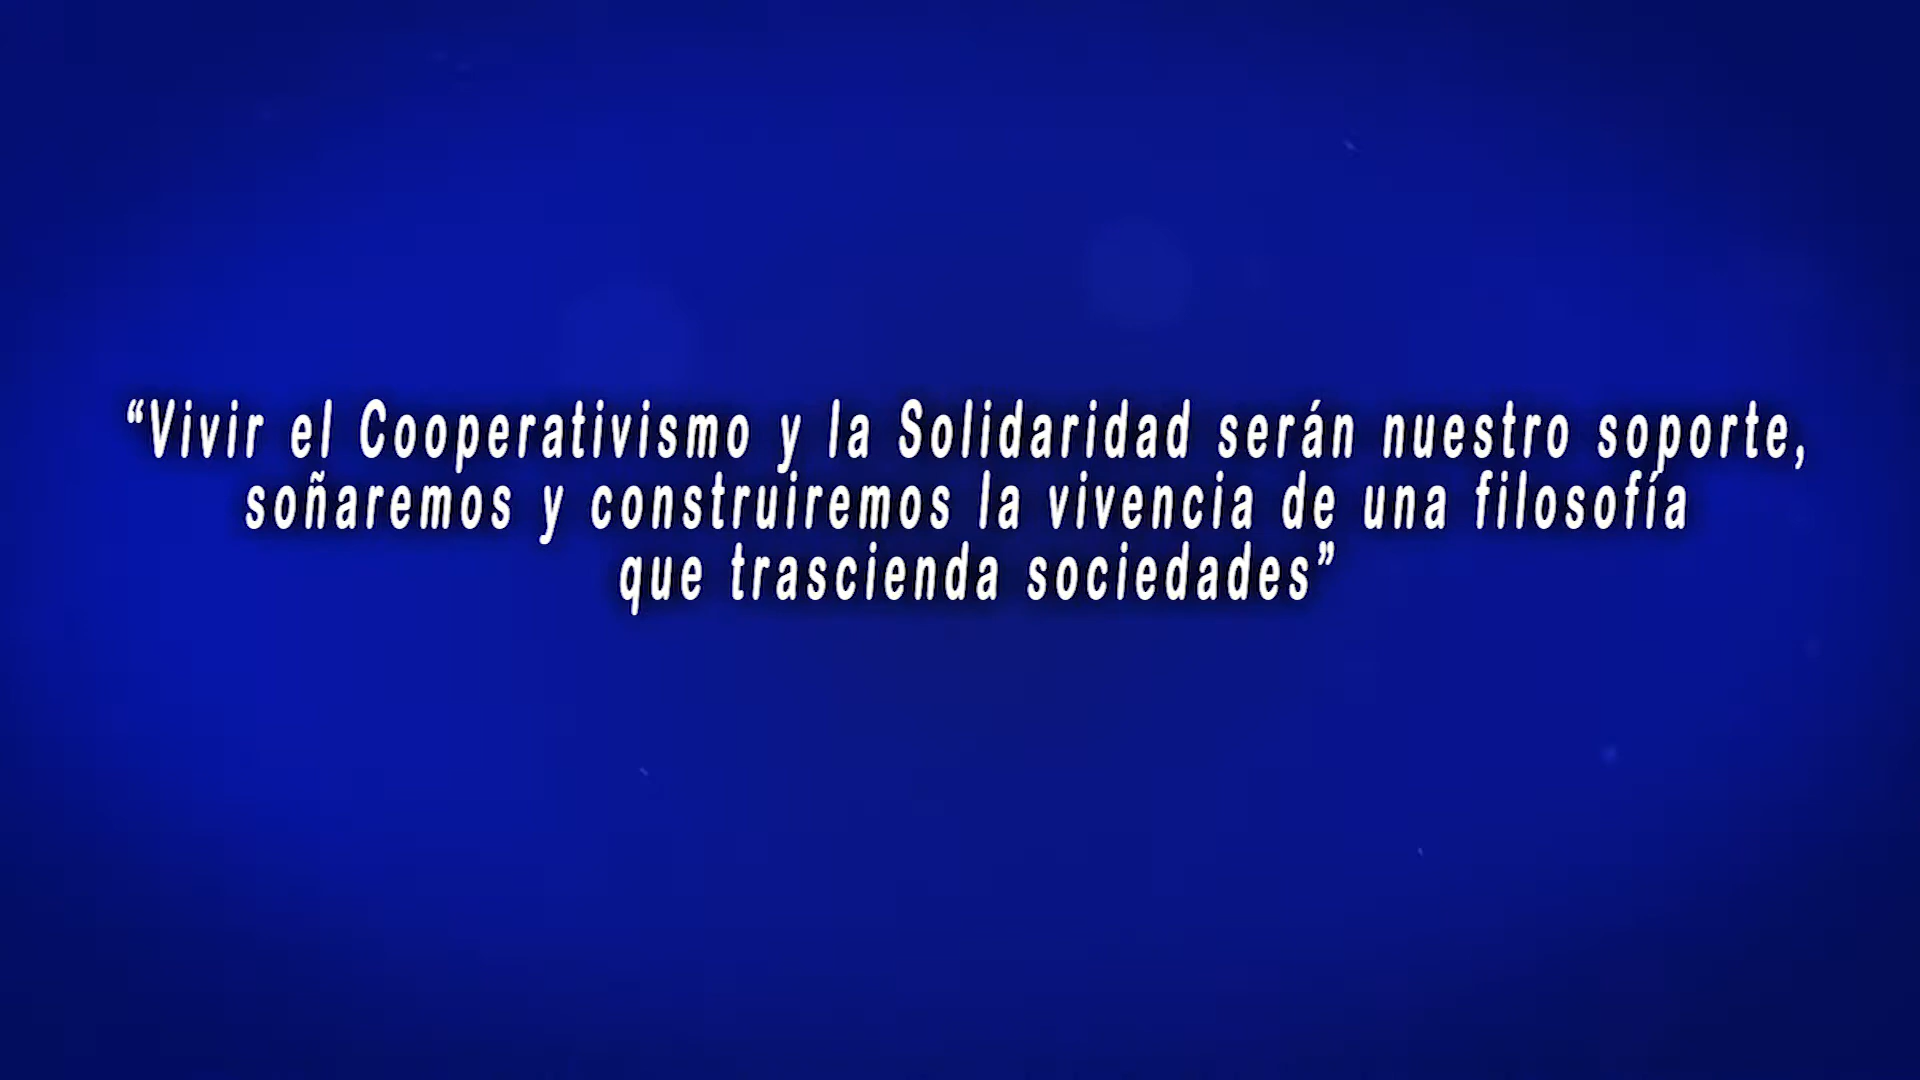 “Vivir el Cooperativismo y la Solidaridad serán nuestro soporte,
soñaremos y construiremos la vivencia de una filosofía
que trascienda sociedades”